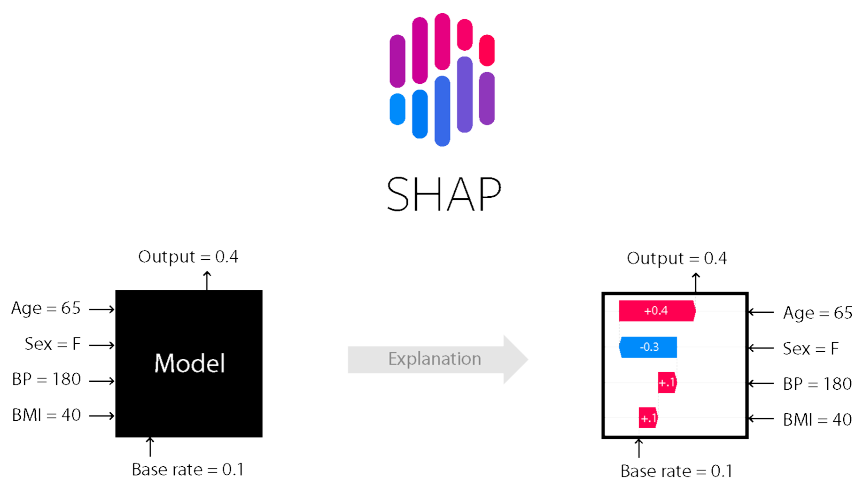 SHAP
Output = 0.4
Age = 65
Sex = F
BP = 180
BMI = 40
Model
Base rate = 0.1
Explanation
Output = 0.4
+0.4
-0.3
+.1
+.1
Age = 65
Sex = F
BP = 180
BMI = 40
Base rate = 0.1